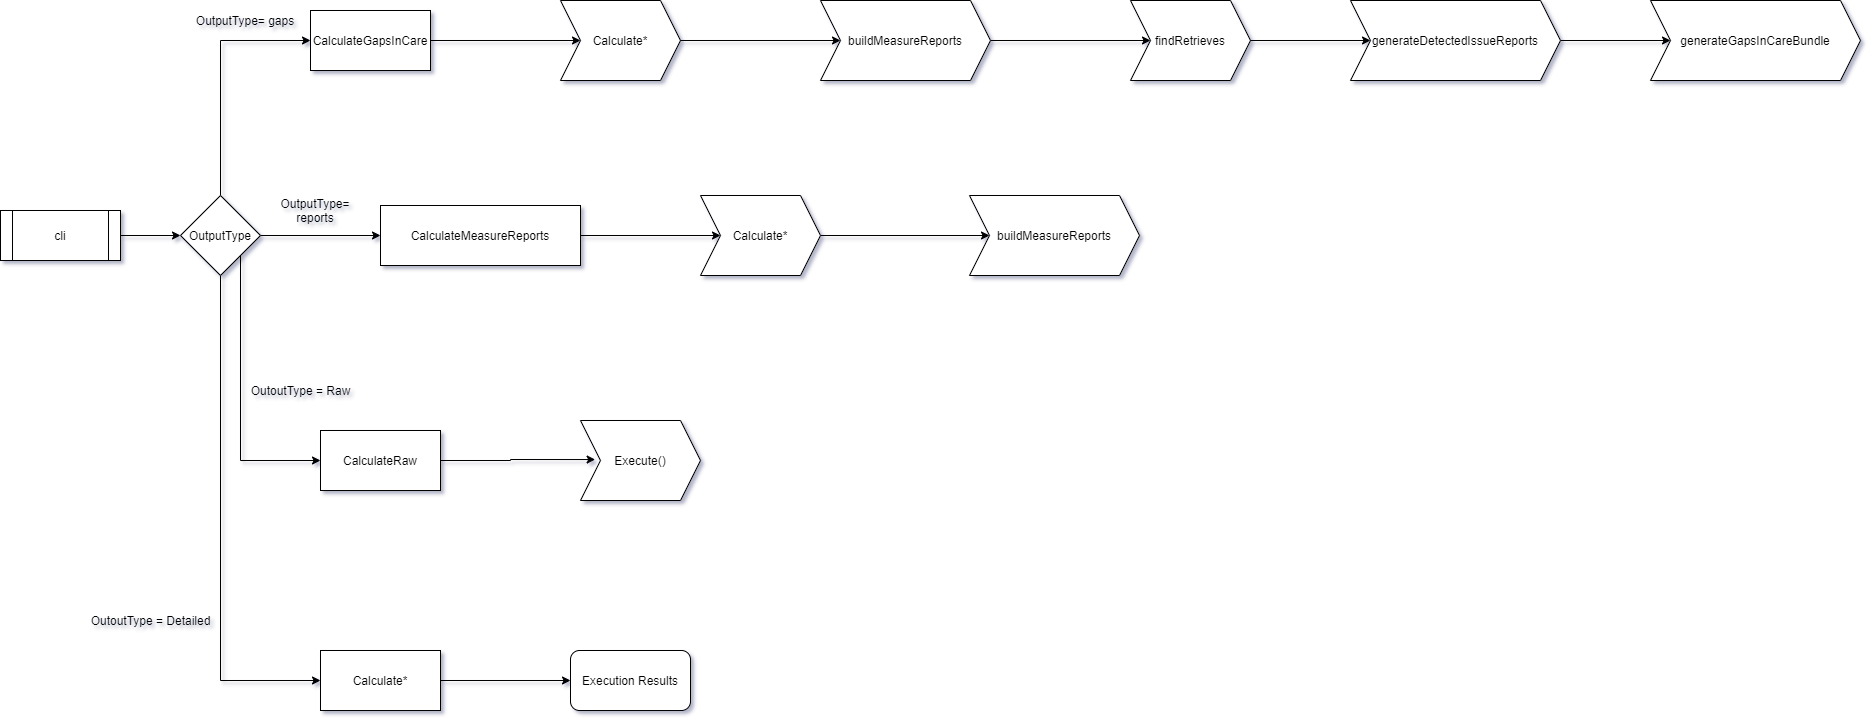 OutputType= gaps
CalculateGapsInCare
Calculate*
buildMeasureReports
findRetrieves
generateDetectedIssueReports
generateGapsInCareBundle
cli
OutputType
OutputType=
reports
CalculateMeasureReports
Calculate*
buildMeasureReports
OutoutType = Raw
CalculateRaw
Execute()
OutoutType = Detailed
Calculate*
Execution Results